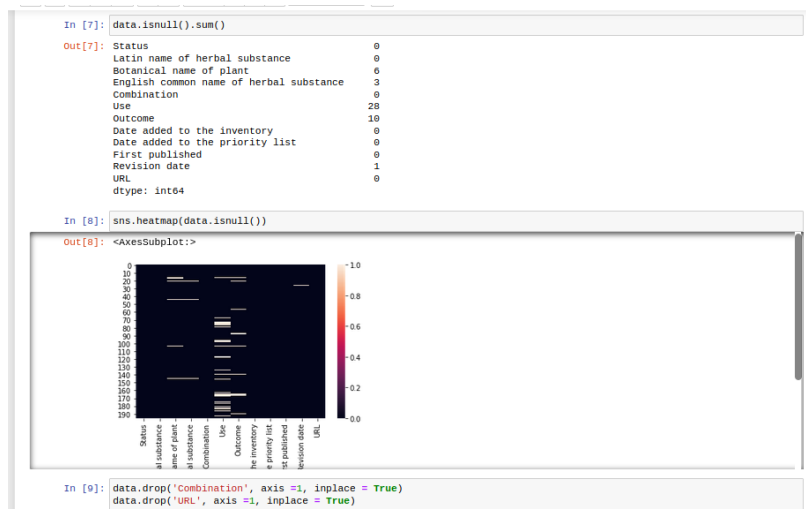 In [7]: data.isnull().sum()
Out[7]: Status 0
Latin name of herbal substance 0
Botanical name of plant 6
English common name of herbal substance 3
Combination 0
Use 28
Outcome 10
Date added to the inventory 0
Date added to the priority list 0
First published 0
Revision date 1
URL 0
dtype: int64
In [8]: sns.heatmap(data.isnull())
Out[8]: <AxesSubplot:>
0
10
20
30
40
50
60
70
80
90
100
110
120
130
140
150
160
170
180
190
1.0
0.8
0.6
0.4
0.2
0.0
Status
al substance
ame of plant
al substance
Combination
Use
Outcome
he inventory
e priority list
st published
evision date
URL
In [9]: data.drop('Combination', axis =1, inplace = True)
data.drop('URL', axis =1, inplace = True)